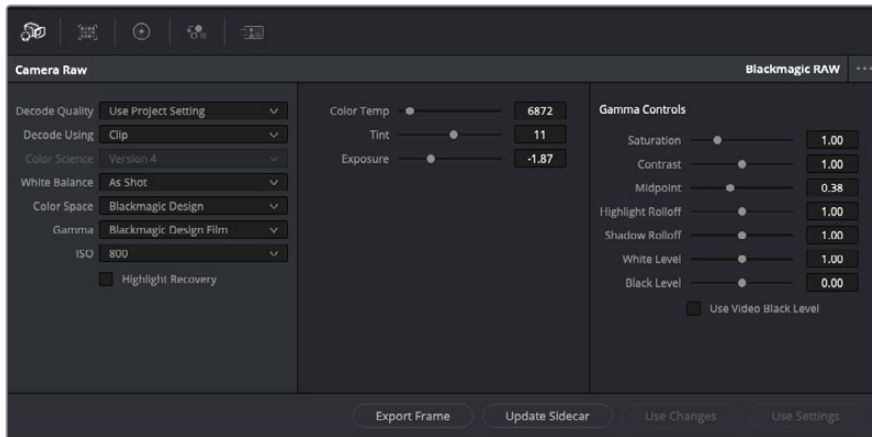 Camera Raw
Blackmagic RAW
Decode Quality Use Project Setting
Decode Using Clip
Color Science Version 4
White Balance As Shot
Color Space Blackmagic Design
Gamma Blackmagic Design Film
ISO 800
Highlight Recovery
Color Temp 6872
Tint 11
Exposure -1.87
Gamma Controls
Saturation 1.00
Contrast 1.00
Midpoint 0.38
Highlight Rolloff 1.00
Shadow Rolloff 1.00
White Level 1.00
Black Level 0.00
Use Video Black Level
Export Frame
Update Sidecar
Use Changes
Use Settings